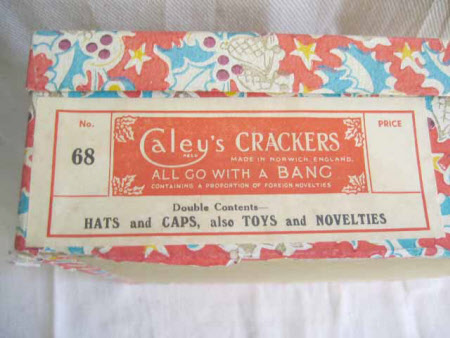 No. Caley's CRACKERS PRICE
68 MADE IN NORWICH, ENGLAND.
ALL GO WITH A BANG
CONTAINING A PROPORTION OF FOREIGN NOVELTIES
Double Contents—
HATS and CAPS, also TOYS and NOVELTIES